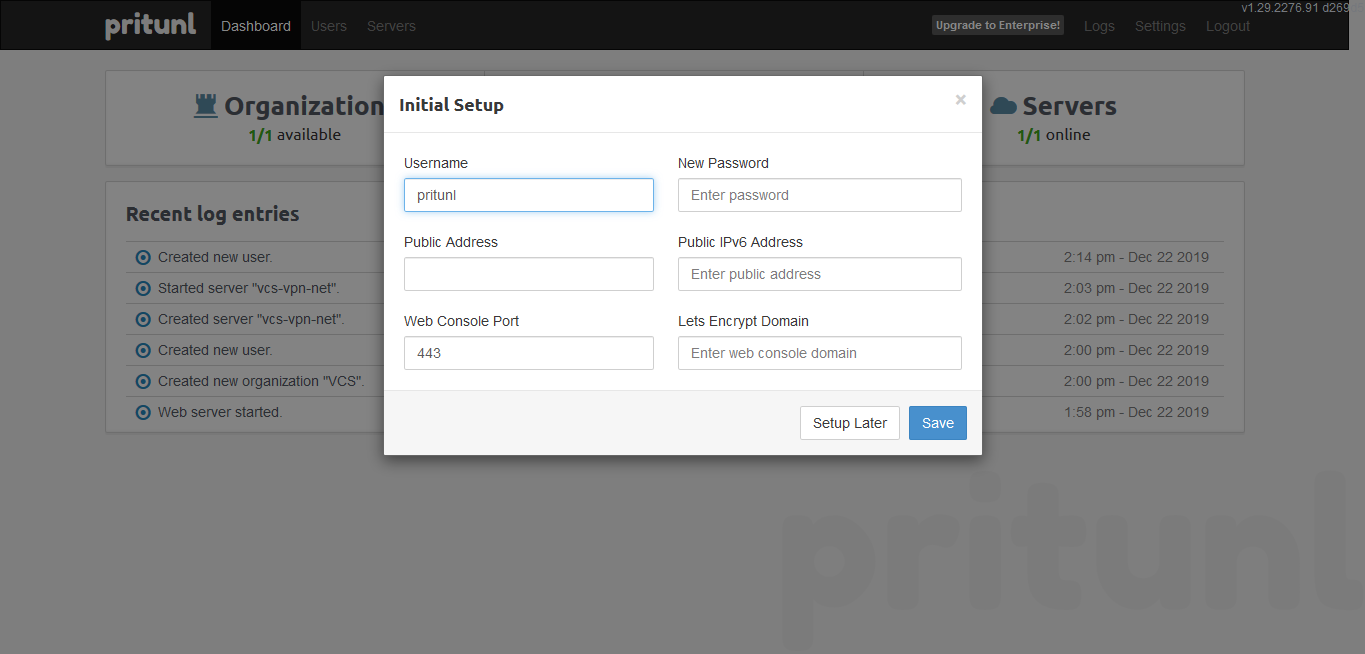 v1.29.2276.91 d269
pritunl Dashboard Users Servers Upgrade to Enterprise! Logs Settings Logout
Organization
1/1 available
Servers
1/1 online
Initial Setup ×
Username New Password
pritunl Enter password
Public Address Public IPv6 Address
Enter public address
Web Console Port Lets Encrypt Domain
443 Enter web console domain
Setup Later Save
Recent log entries
Created new user. 2:14 pm - Dec 22 2019
Started server "vcs-vpn-net". 2:03 pm - Dec 22 2019
Created server "vcs-vpn-net". 2:02 pm - Dec 22 2019
Created new user. 2:00 pm - Dec 22 2019
Created new organization "VCS". 2:00 pm - Dec 22 2019
Web server started. 1:58 pm - Dec 22 2019
pritunl